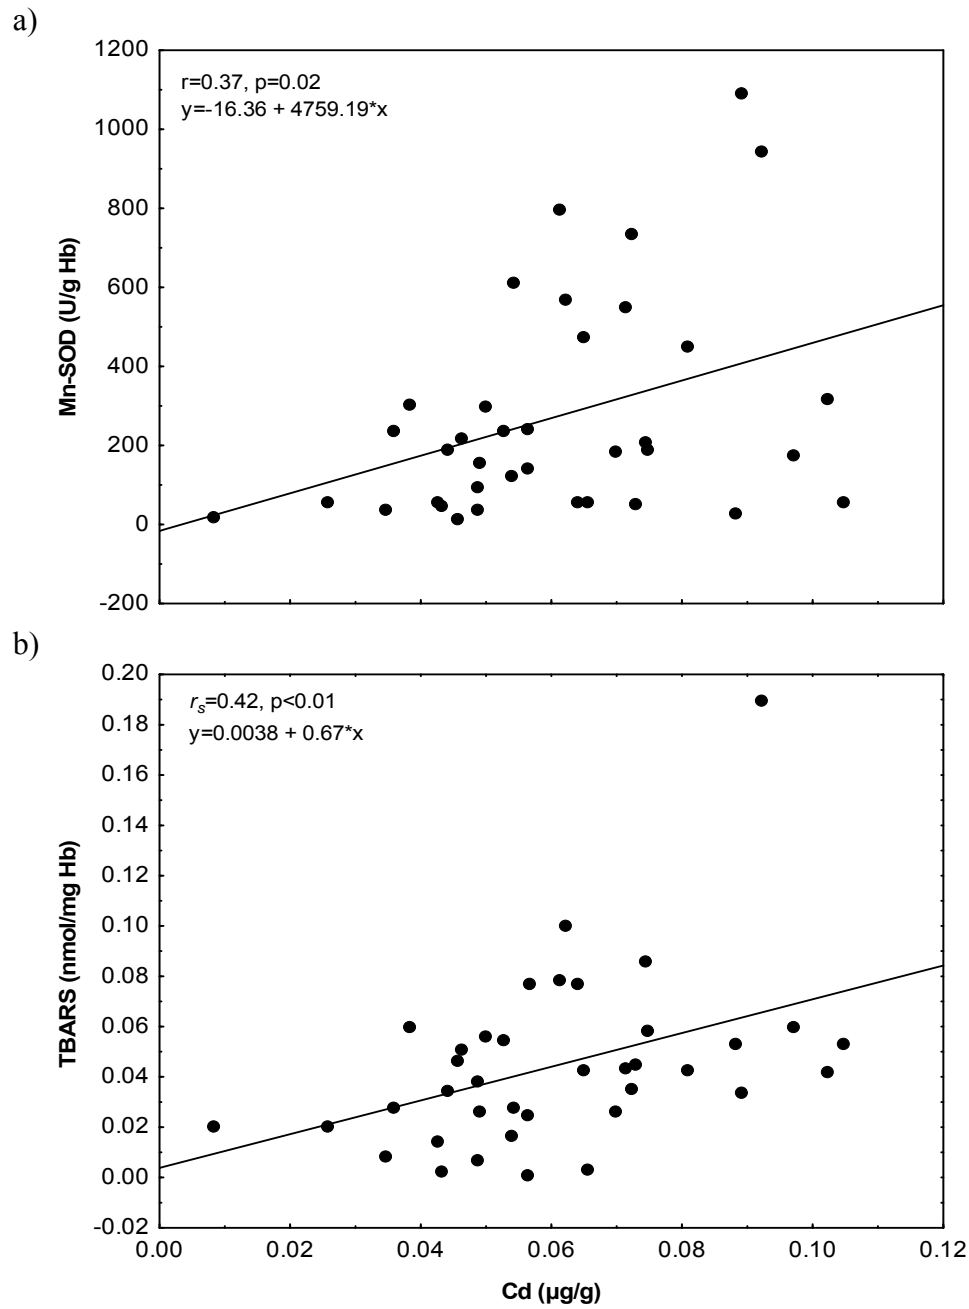 a)
1200
r=0.37, p=0.02
y=-16.36 + 4759.19*x
1000
800
600
400
200
0
-200
Mn-SOD (U/g Hb)
b)
0.20
rs=0.42, p<0.01
y=0.0038 + 0.67*x
0.18
0.16
0.14
0.12
0.10
0.08
0.06
0.04
0.02
0.00
-0.02
TBARS (nmol/mg Hb)
0.00 0.02 0.04 0.06 0.08 0.10 0.12
Cd (µg/g)